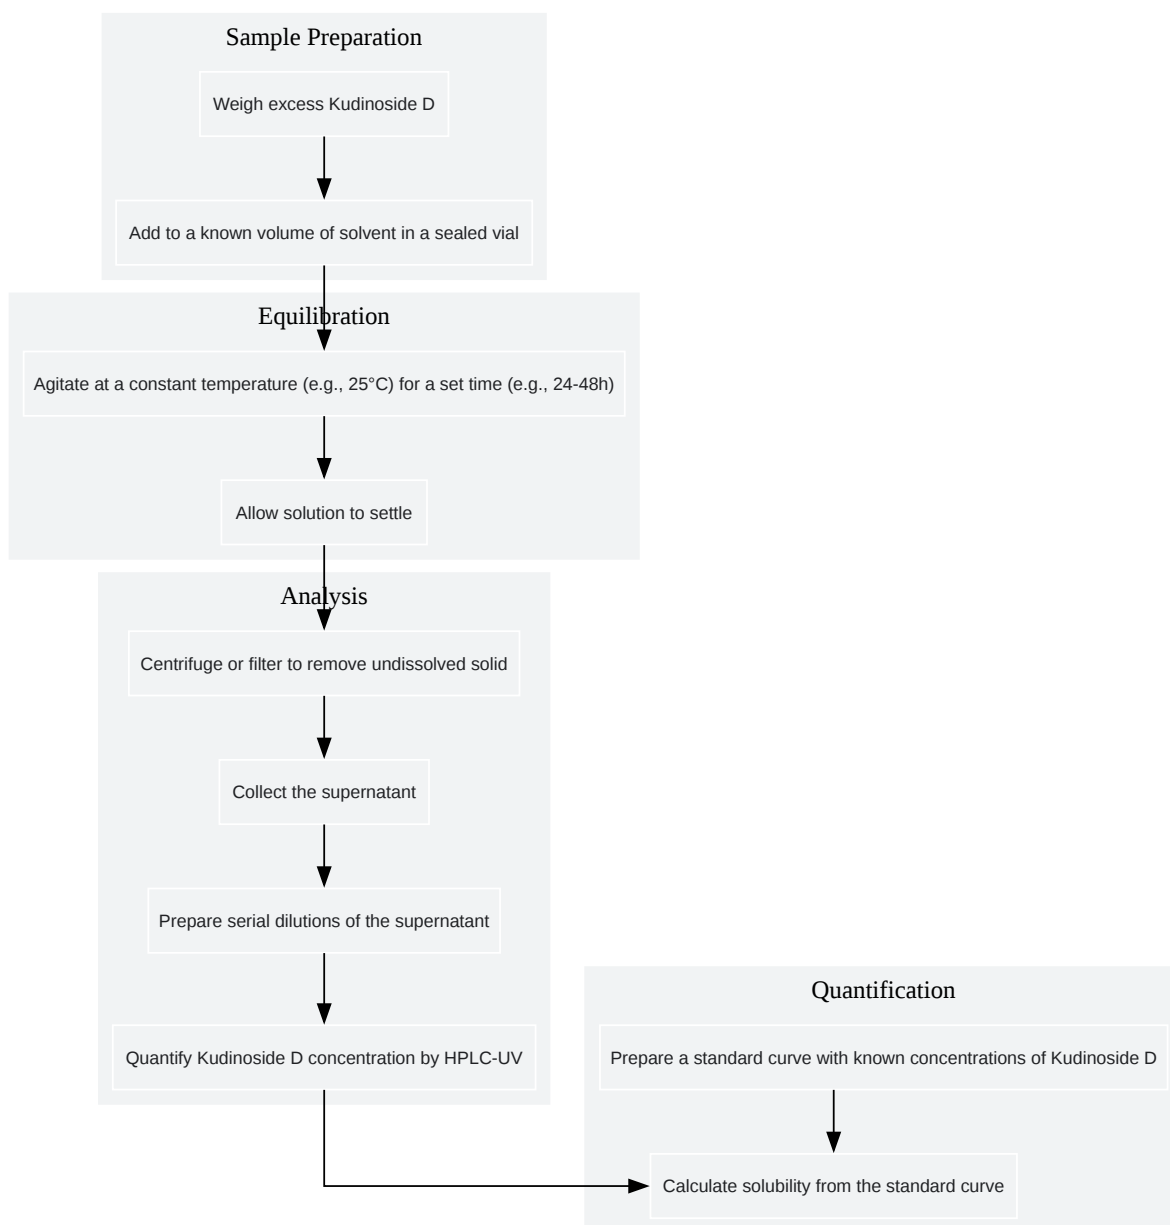 Sample Preparation
Weigh excess Kudinoside D
Add to a known volume of solvent in a sealed vial
Equilibration
Agitate at a constant temperature (e.g., 25°C) for a set time (e.g., 24-48h)
Allow solution to settle
Analysis
Centrifuge or filter to remove undissolved solid
Collect the supernatant
Prepare serial dilutions of the supernatant
Quantify Kudinoside D concentration by HPLC-UV
Quantification
Prepare a standard curve with known concentrations of Kudinoside D
Calculate solubility from the standard curve